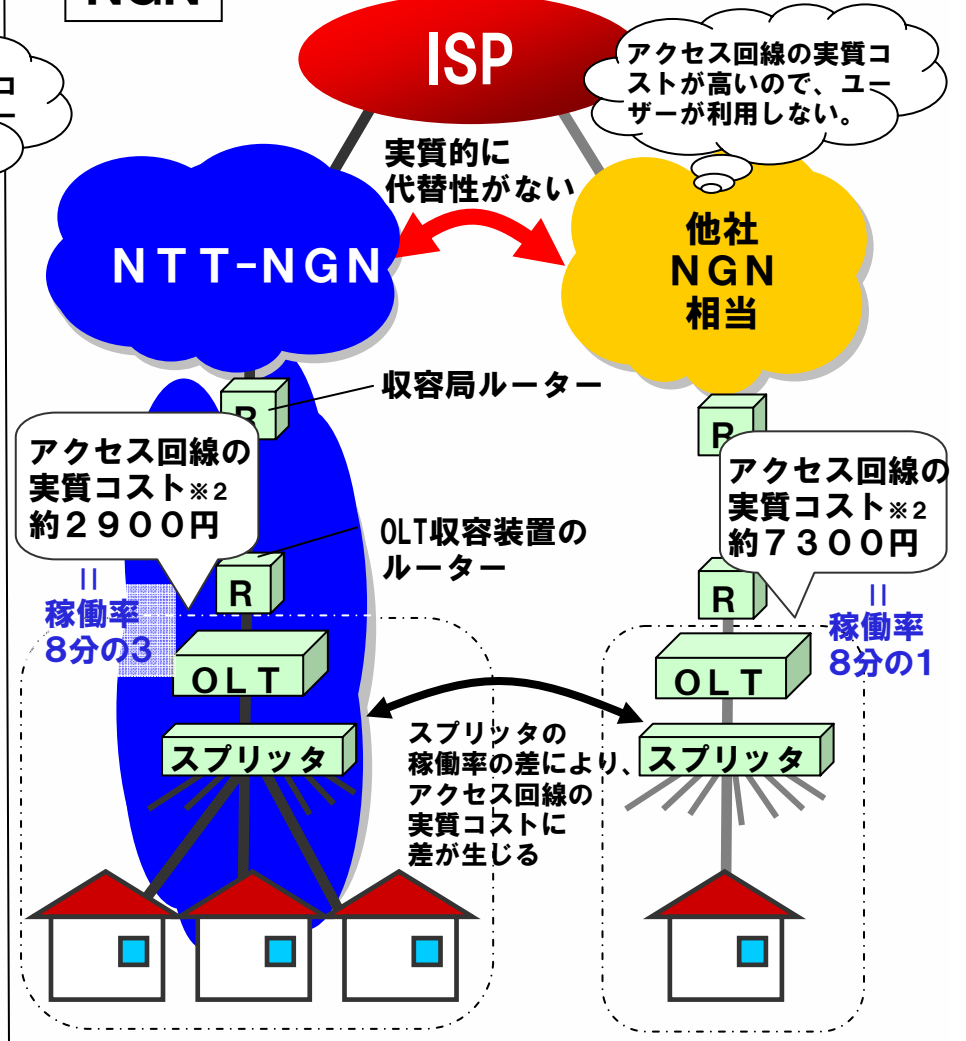 NGN
コ
ー
ISP
アクセス回線の実質コ
ストが高いので、ユー
ザーが利用しない。
実質的に
代替性がない
NTT-NGN
他社
NGN
相当
収容局ルーター
R
R
アクセス回線の
実質コスト※2
約2900円
アクセス回線の
実質コスト※2
約7300円
OLT収容装置の
ルーター
R
R
=
稼働率
8分の3
=
稼働率
8分の1
OLT
OLT
スプリッタ
スプリッタ
スプリッタの
稼働率の差により、
アクセス回線の
実質コストに
差が生じる